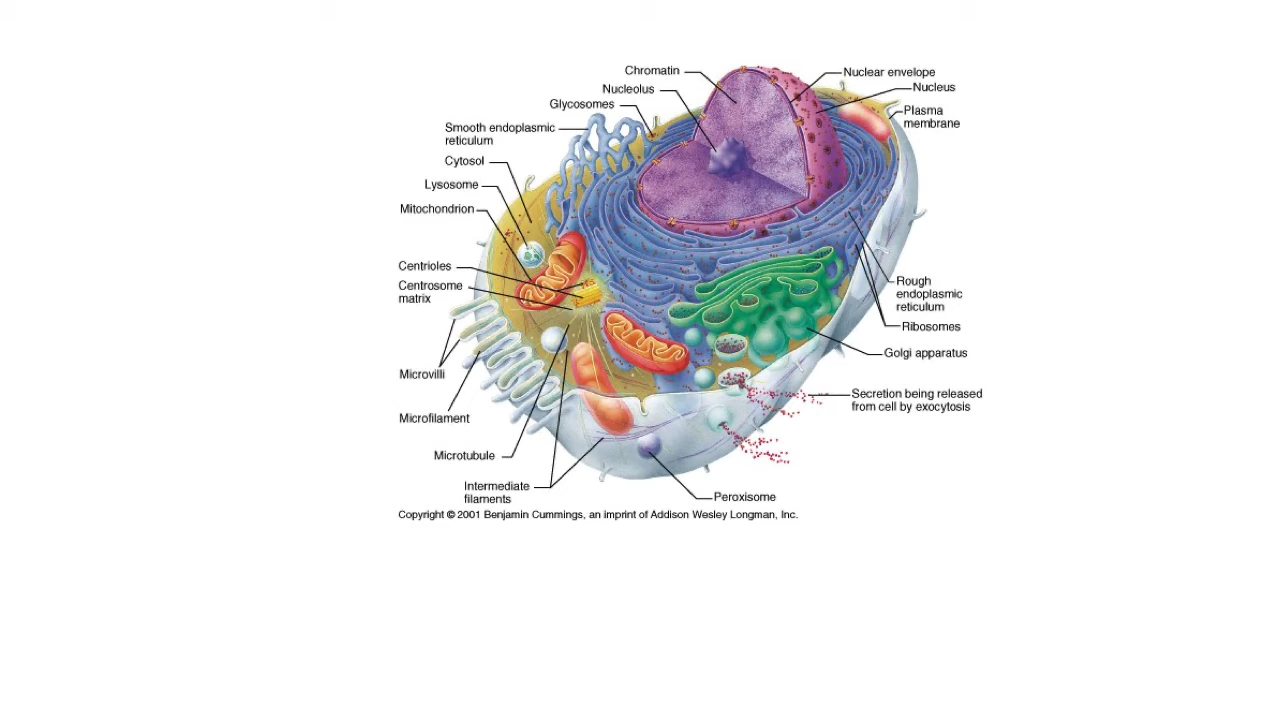 Chromatin
Nuclear envelope
Nucleolus
Nucleus
Glycosomes
Plasma
membrane
Smooth endoplasmic
reticulum
Cytosol
Lysosome
Mitochondrion
Centrioles
Centrosome
matrix
Rough
endoplasmic
reticulum
Ribosomes
Golgi apparatus
Microvilli
Secretion being released
from cell by exocytosis
Microfilament
Microtubule
Intermediate
filaments
Peroxisome
Copyright © 2001 Benjamin Cummings, an imprint of Addison Wesley Longman, Inc.